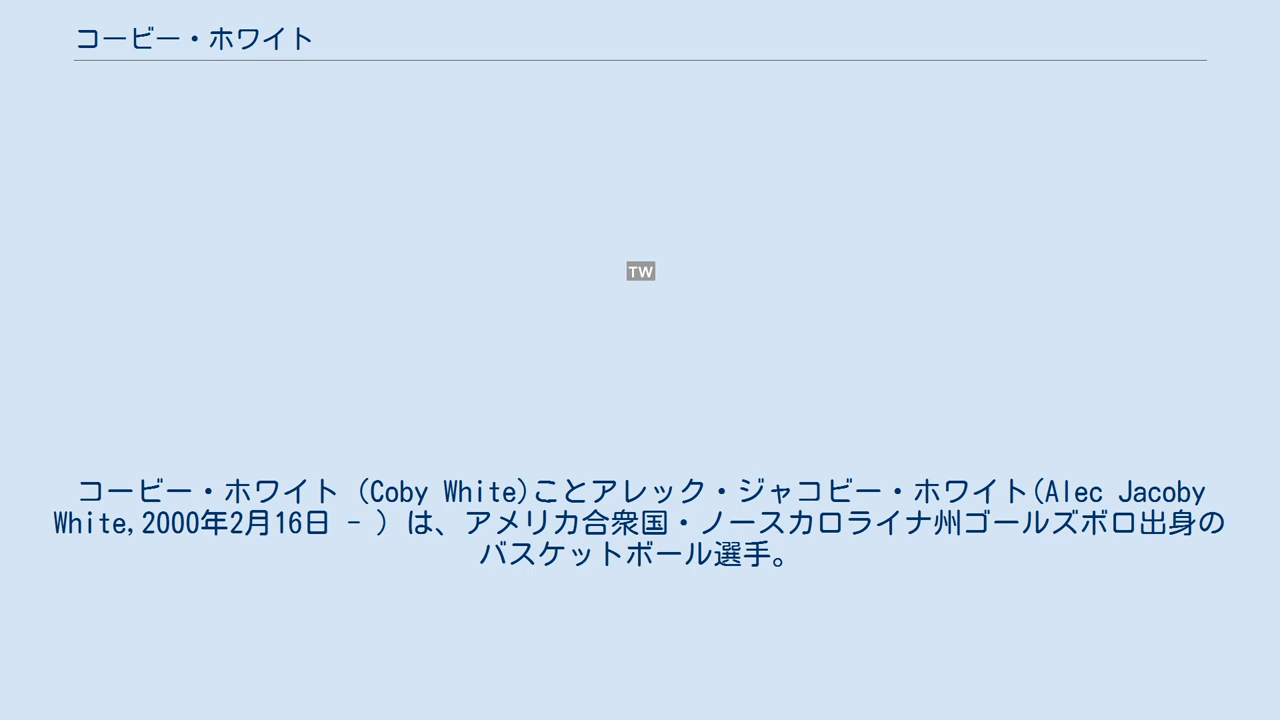 コービー・ホワイト
TW
コービー・ホワイト (Coby White)ことアレック・ジャコビー・ホワイト(Alec Jacoby
White,2000年2月16日 - ) は、アメリカ合衆国・ノースカロライナ州ゴールズボロ出身の
バスケットボール選手。